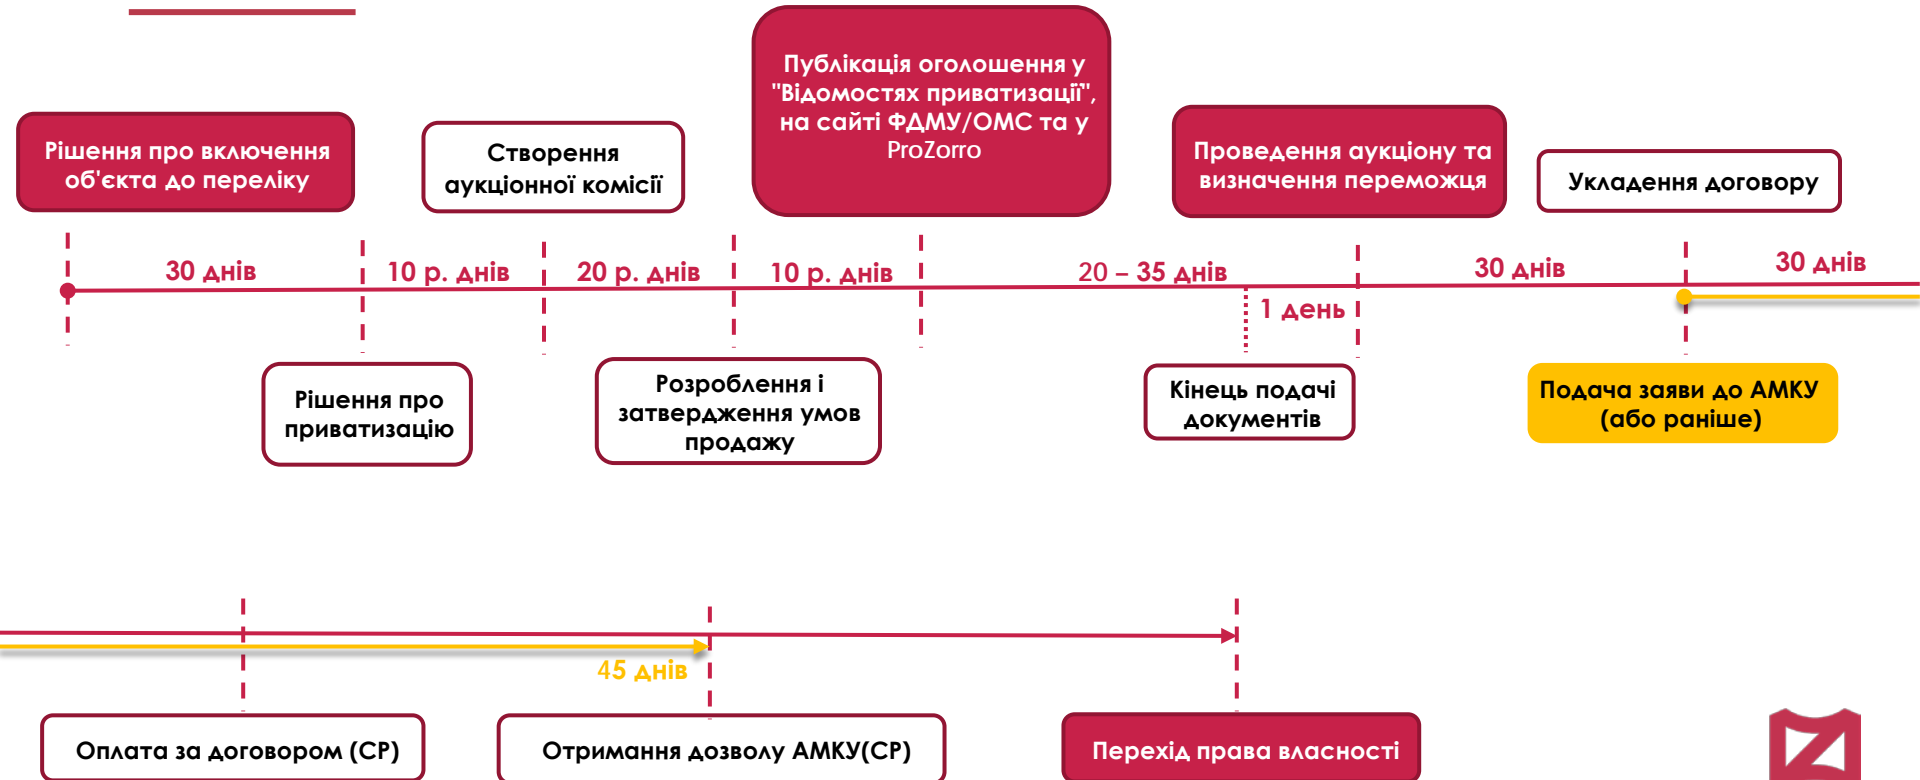 Публікація оголошення у
"Відомостях приватизації",
на сайті ФДМУ/ОМС та у
ProZorro
Рішення про включення
об'єкта до переліку
Створення
аукціонної комісії
Проведення аукціону та
визначення переможця
Укладення договору
30 днів
10 р. днів
20 р. днів
10 р. днів
20 – 35 днів
30 днів
30 днів
1 день
Рішення про
приватизацію
Розроблення і
затвердження умов
продажу
Кінець подачі
документів
Подача заяви до АМКУ
(або раніше)
45 днів
Оплата за договором (СР)
Отримання дозволу АМКУ(СР)
Перехід права власності